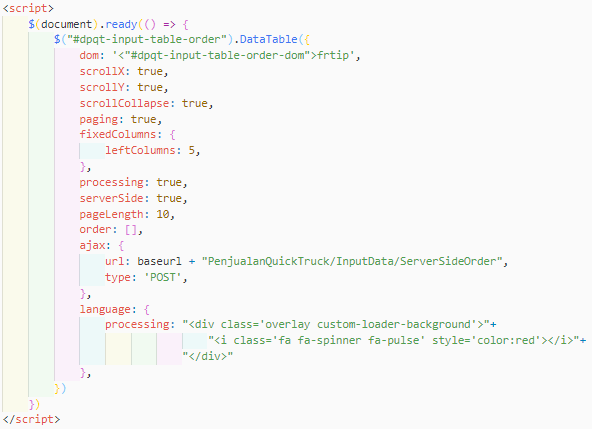 <script>
    $(document).ready(() => {
        $("#dpqt-input-table-order").DataTable({
            dom: '<"#dpqt-input-table-order-dom">frtip',
            scrollX: true,
            scrollY: true,
            scrollCollapse: true,
            paging: true,
            fixedColumns: {
                leftColumns: 5,
            },
            processing: true,
            serverSide: true,
            pageLength: 10,
            order: [],
            ajax: {
                url: baseurl + "PenjualanQuickTruck/InputData/ServerSideOrder",
                type: 'POST',
            },
            language: {
                processing: "<div class='overlay custom-loader-background'>"+
                                "<i class='fa fa-spinner fa-pulse' style='color:red'></i>"+
                            "</div>"
            },
        })
    })
</script>